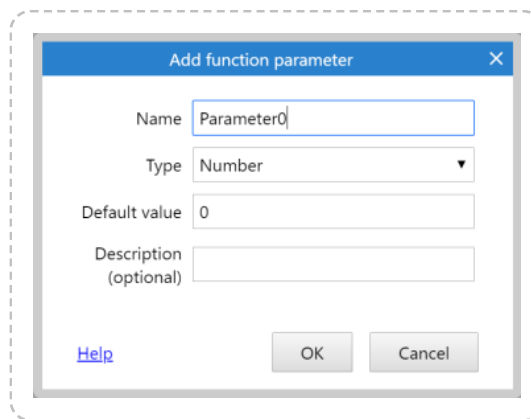 Add function parameter
Name Parameter0
Type Number
Default value 0
Description
(optional)
Help OK Cancel